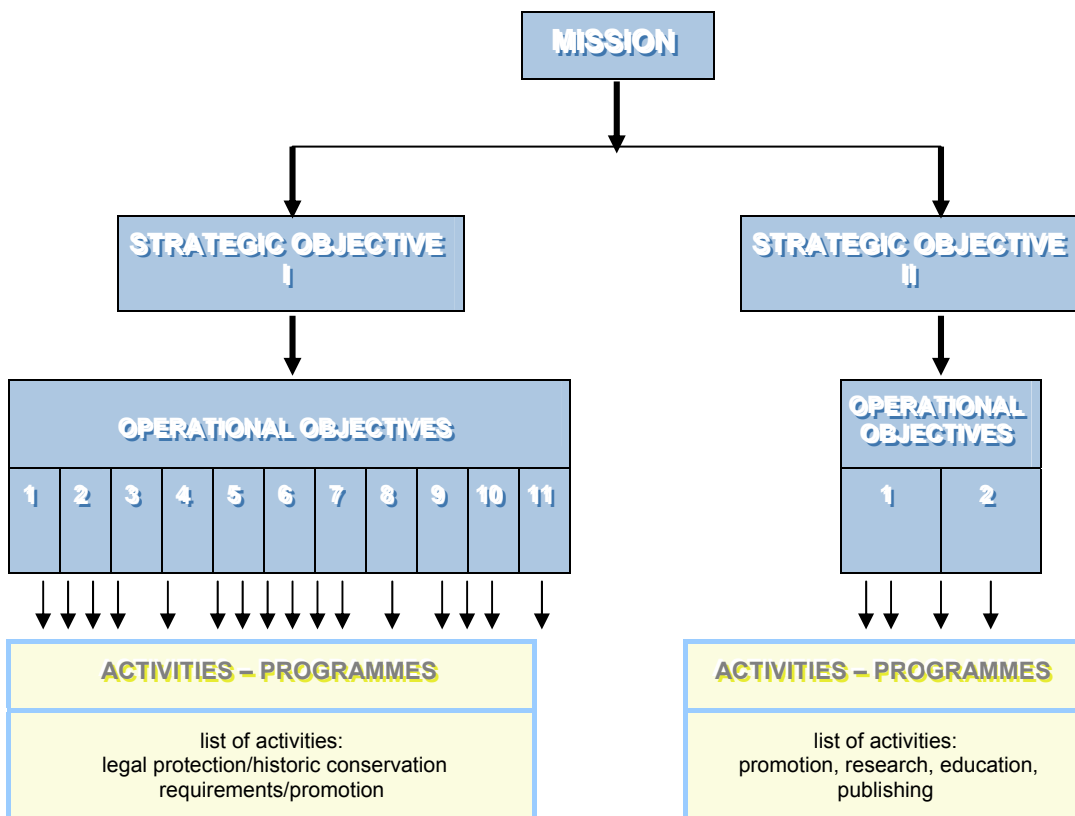 MISSION
STRATEGIC OBJECTIVE
I
STRATEGIC OBJECTIVE
II
OPERATIONAL OBJECTIVES
1 2 3 4 5 6 7 8 9 10 11
OPERATIONAL
OBJECTIVES
1 2
ACTIVITIES – PROGRAMMES
list of activities:
legal protection/historic conservation
requirements/promotion
ACTIVITIES – PROGRAMMES
list of activities:
promotion, research, education,
publishing